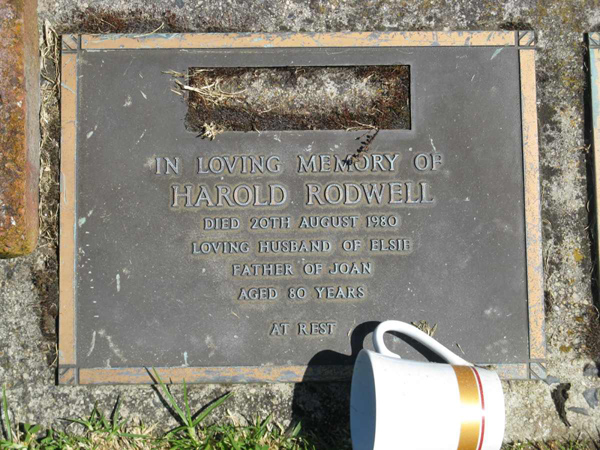 IN LOVING MEMORY OF
HAROLD RODWELL
DIED 20TH AUGUST 1980
LOVING HUSBAND OF ELSIE
FATHER OF JOAN
AGED 80 YEARS
AT REST